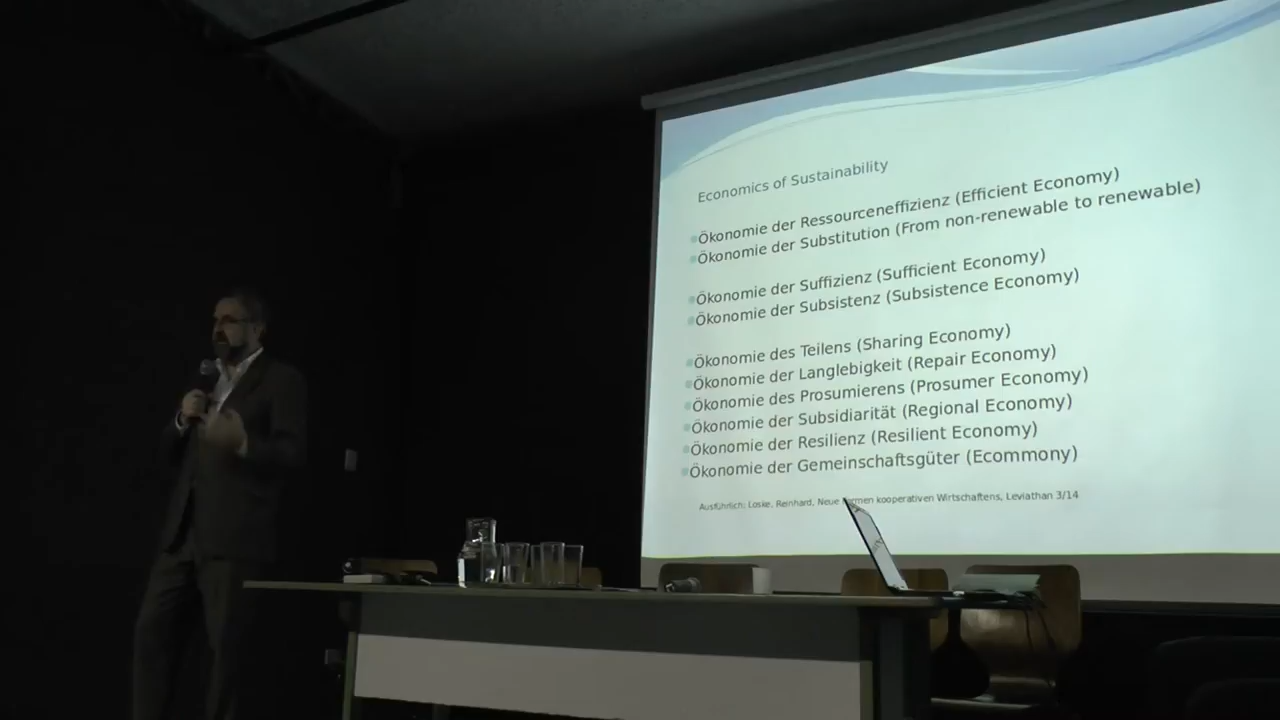 Economics of Sustainability
Ökonomie der Ressourceneffizienz (Efficient Economy)
Ökonomie der Substitution (From non-renewable to renewable)
Ökonomie der Suffizienz (Sufficient Economy)
Ökonomie der Subsistenz (Subsistence Economy)
Ökonomie des Teilens (Sharing Economy)
Ökonomie der Langlebigkeit (Repair Economy)
Ökonomie des Prosumierens (Prosumer Economy)
Ökonomie der Subsidiarität (Regional Economy)
Ökonomie der Resilienz (Resilient Economy)
Ökonomie der Gemeinschaftsgüter (Ecommony)
Ausführlich: Loske, Reinhard, Neue kooperativen Wirtschaftens, Leviathan 3/14